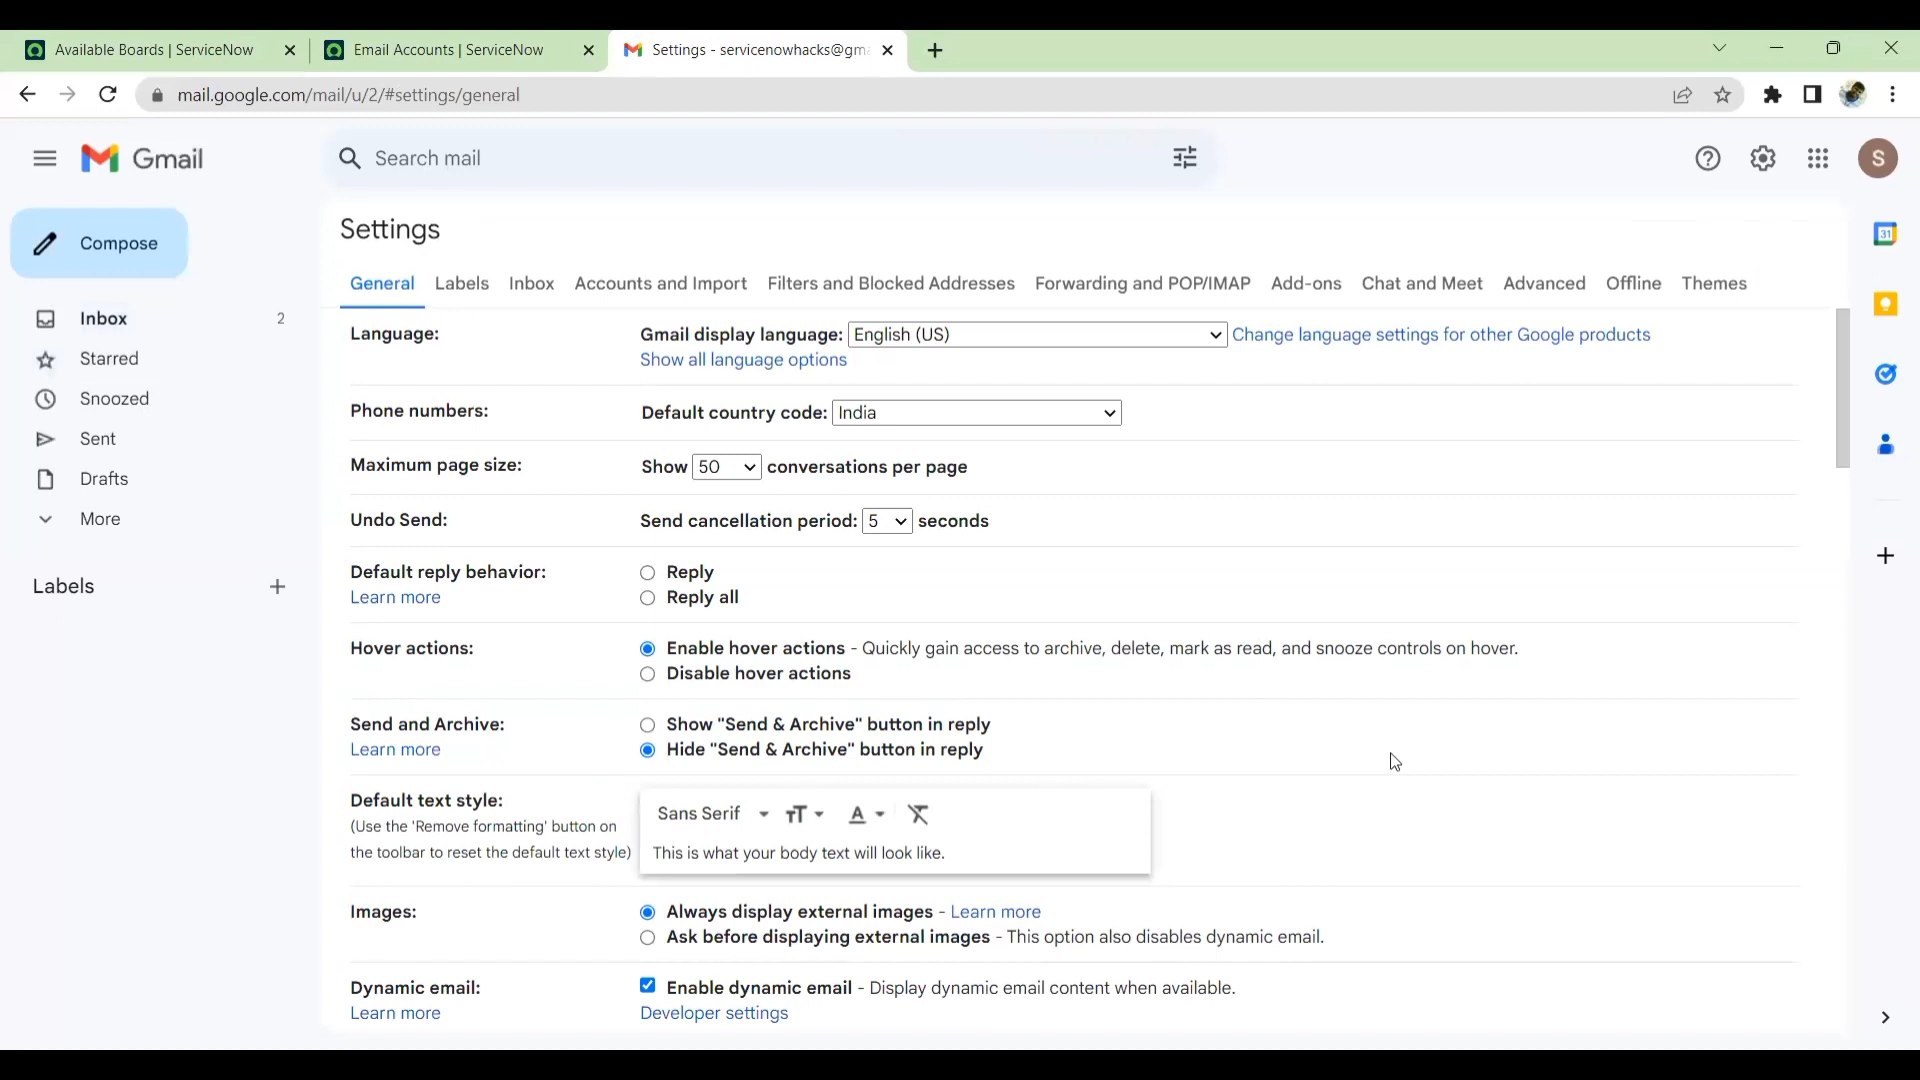 Available Boards | ServiceNow
Email Accounts | ServiceNow
Settings - servicenowhacks@gma
mail.google.com/mail/u/2/#settings/general
Gmail
Search mail
S
Compose
Inbox 2
Starred
Snoozed
Sent
Drafts
More
Labels
31
Settings
General Labels Inbox Accounts and Import Filters and Blocked Addresses Forwarding and POP/IMAP Add-ons Chat and Meet Advanced Offline Themes
Language: Gmail display language: English (US) Change language settings for other Google products
Show all language options
Phone numbers: Default country code: India
Maximum page size: Show 50 conversations per page
Undo Send: Send cancellation period: 5 seconds
Default reply behavior: Reply
Learn more Reply all
Hover actions: Enable hover actions - Quickly gain access to archive, delete, mark as read, and snooze controls on hover.
Disable hover actions
Send and Archive: Show "Send & Archive" button in reply
Learn more Hide "Send & Archive" button in reply
Default text style: Sans Serif
(Use the 'Remove formatting' button on
the toolbar to reset the default text style) This is what your body text will look like.
Images: Always display external images - Learn more
Ask before displaying external images - This option also disables dynamic email.
Dynamic email: Enable dynamic email - Display dynamic email content when available.
Learn more Developer settings